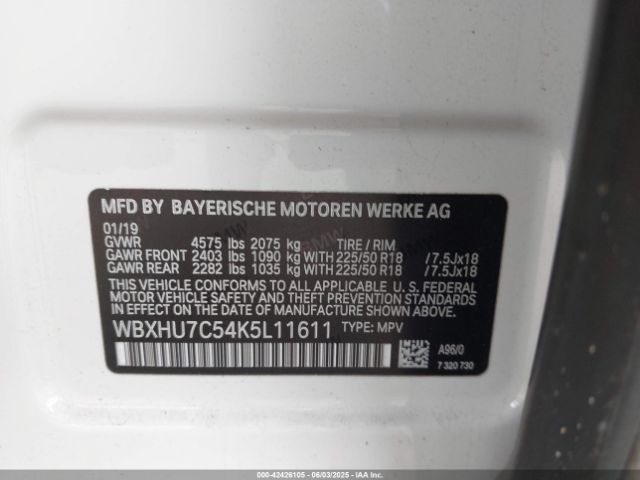 MFD BY BAYERISCHE MOTOREN WERKE AG
01/19
GVWR 4575 lbs 2075 kg TIRE / RIM
GAWR FRONT 2403 lbs 1090 kg WITH 225/50 R18 /7.5Jx18
GAWR REAR 2282 lbs 1035 kg WITH 225/50 R18 /7.5Jx18
THIS VEHICLE CONFORMS TO ALL APPLICABLE U. S. FEDERAL
MOTOR VEHICLE SAFETY, BUMPER, AND THEFT PREVENTION
STANDARDS IN EFFECT ON THE DATE OF MANUFACTURE SHOWN ABOVE.
WBXHU7C54K5L11611 TYPE: MPV
A96/0
7 320 730
000-42426105 - 06/03/2025 - IAAI.COM